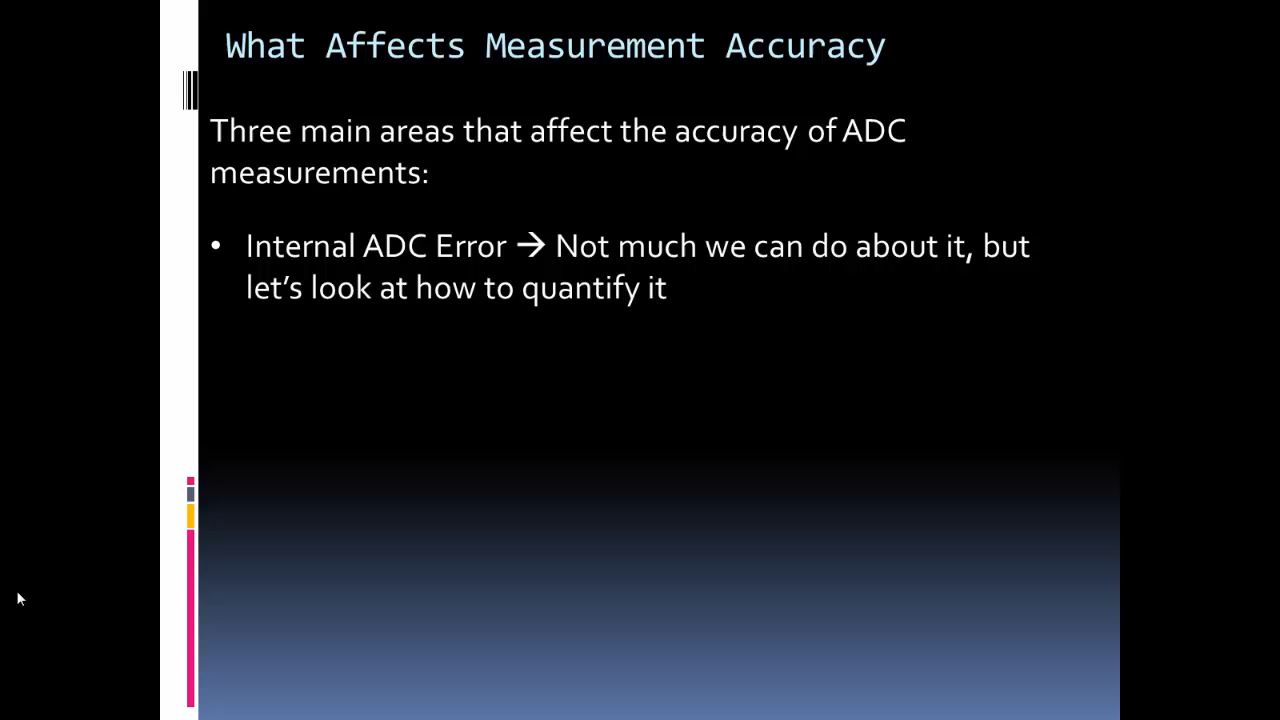 What Affects Measurement Accuracy
Three main areas that affect the accuracy of ADC
measurements:
• Internal ADC Error → Not much we can do about it, but
let’s look at how to quantify it